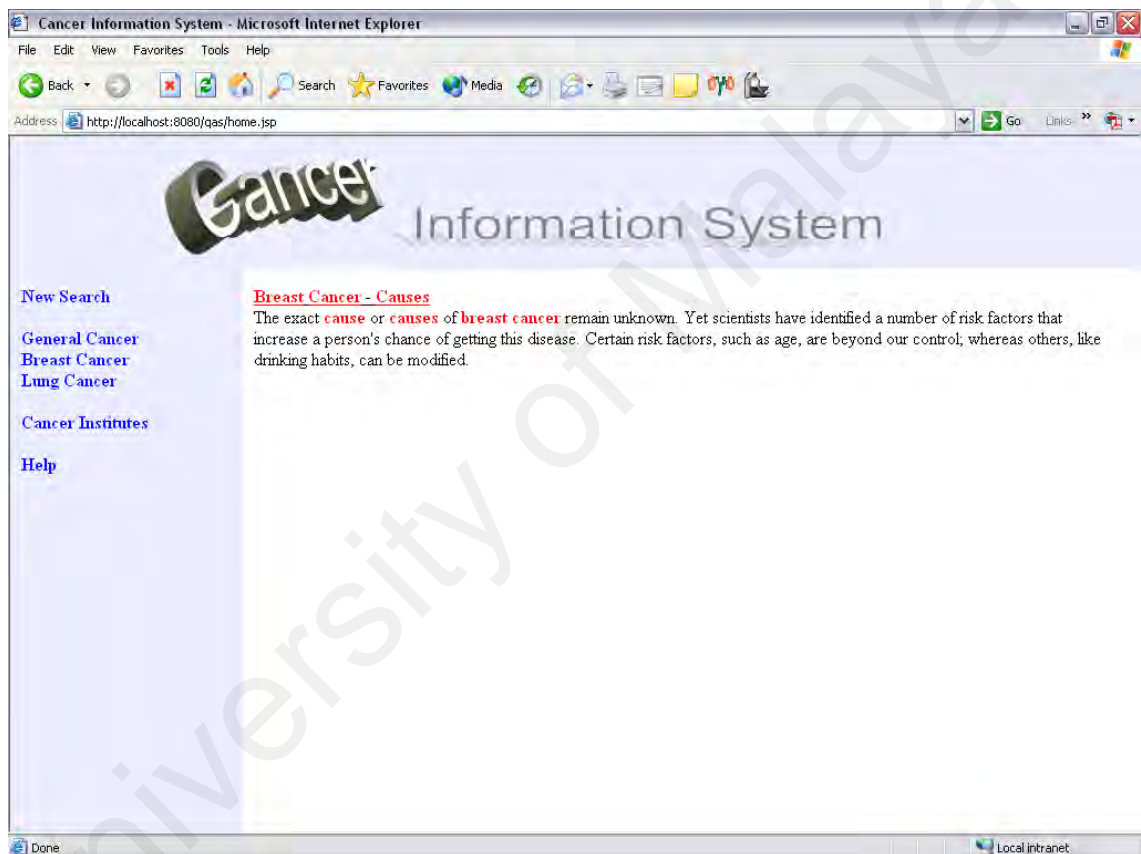 Cancer Information System - Microsoft Internet Explorer
File Edit View Favorites Tools Help
Back Search Favorites Media
Address http://localhost:8080/qas/home.jsp Go Links »
Cancer
Information System
New Search
General Cancer
Breast Cancer
Lung Cancer
Cancer Institutes
Help
Breast Cancer - Causes
The exact cause or causes of breast cancer remain unknown. Yet scientists have identified a number of risk factors that
increase a person's chance of getting this disease. Certain risk factors, such as age, are beyond our control; whereas others, like
drinking habits, can be modified.
Done Local intranet
University of Malaya